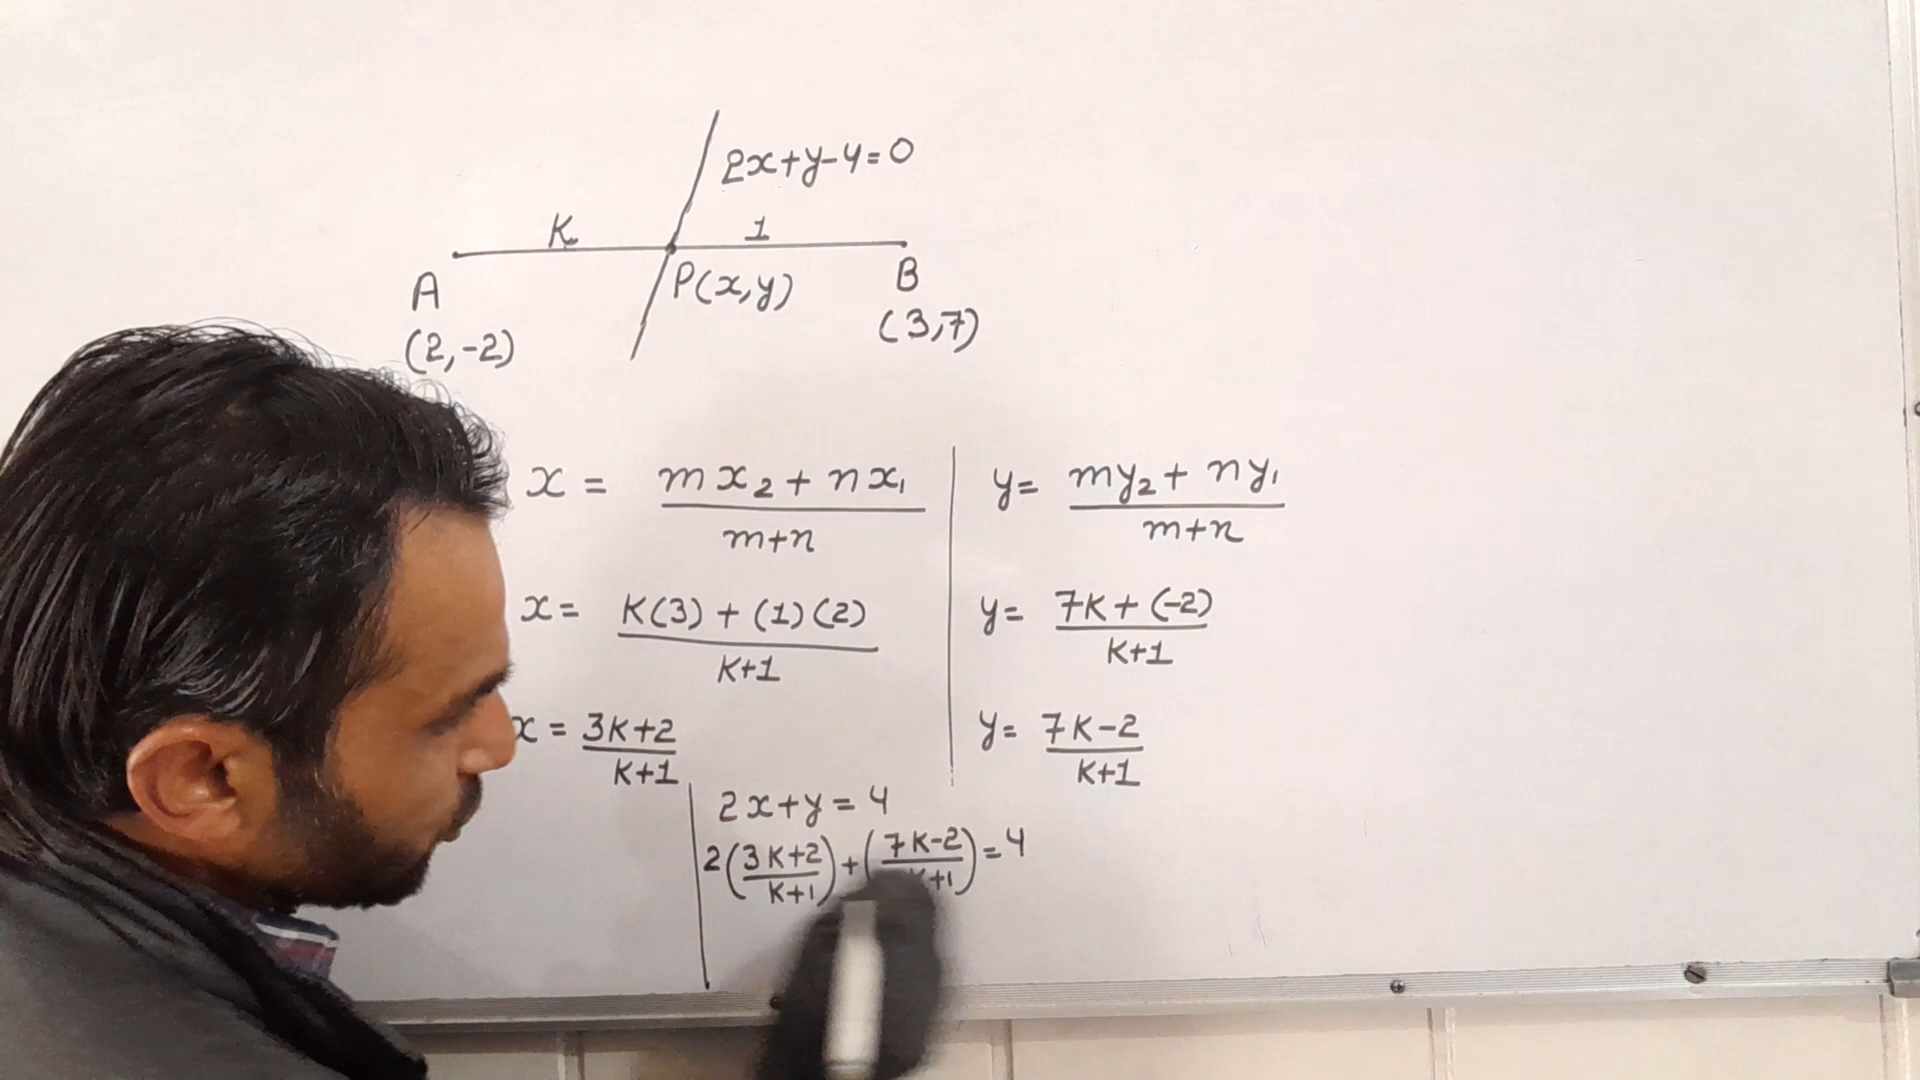 2x+y-4=0
K 1
A P(x,y) B
(2,-2) (3,7)
x = mx₂ + nx₁ / m+n
y = my₂ + ny₁ / m+n
x = K(3) + (1)(2) / K+1
y = 7K + (-2) / K+1
x = 3K+2 / K+1
y = 7K-2 / K+1
2x+y = 4
2(3K+2 / K+1) + (7K-2 / K+1) = 4